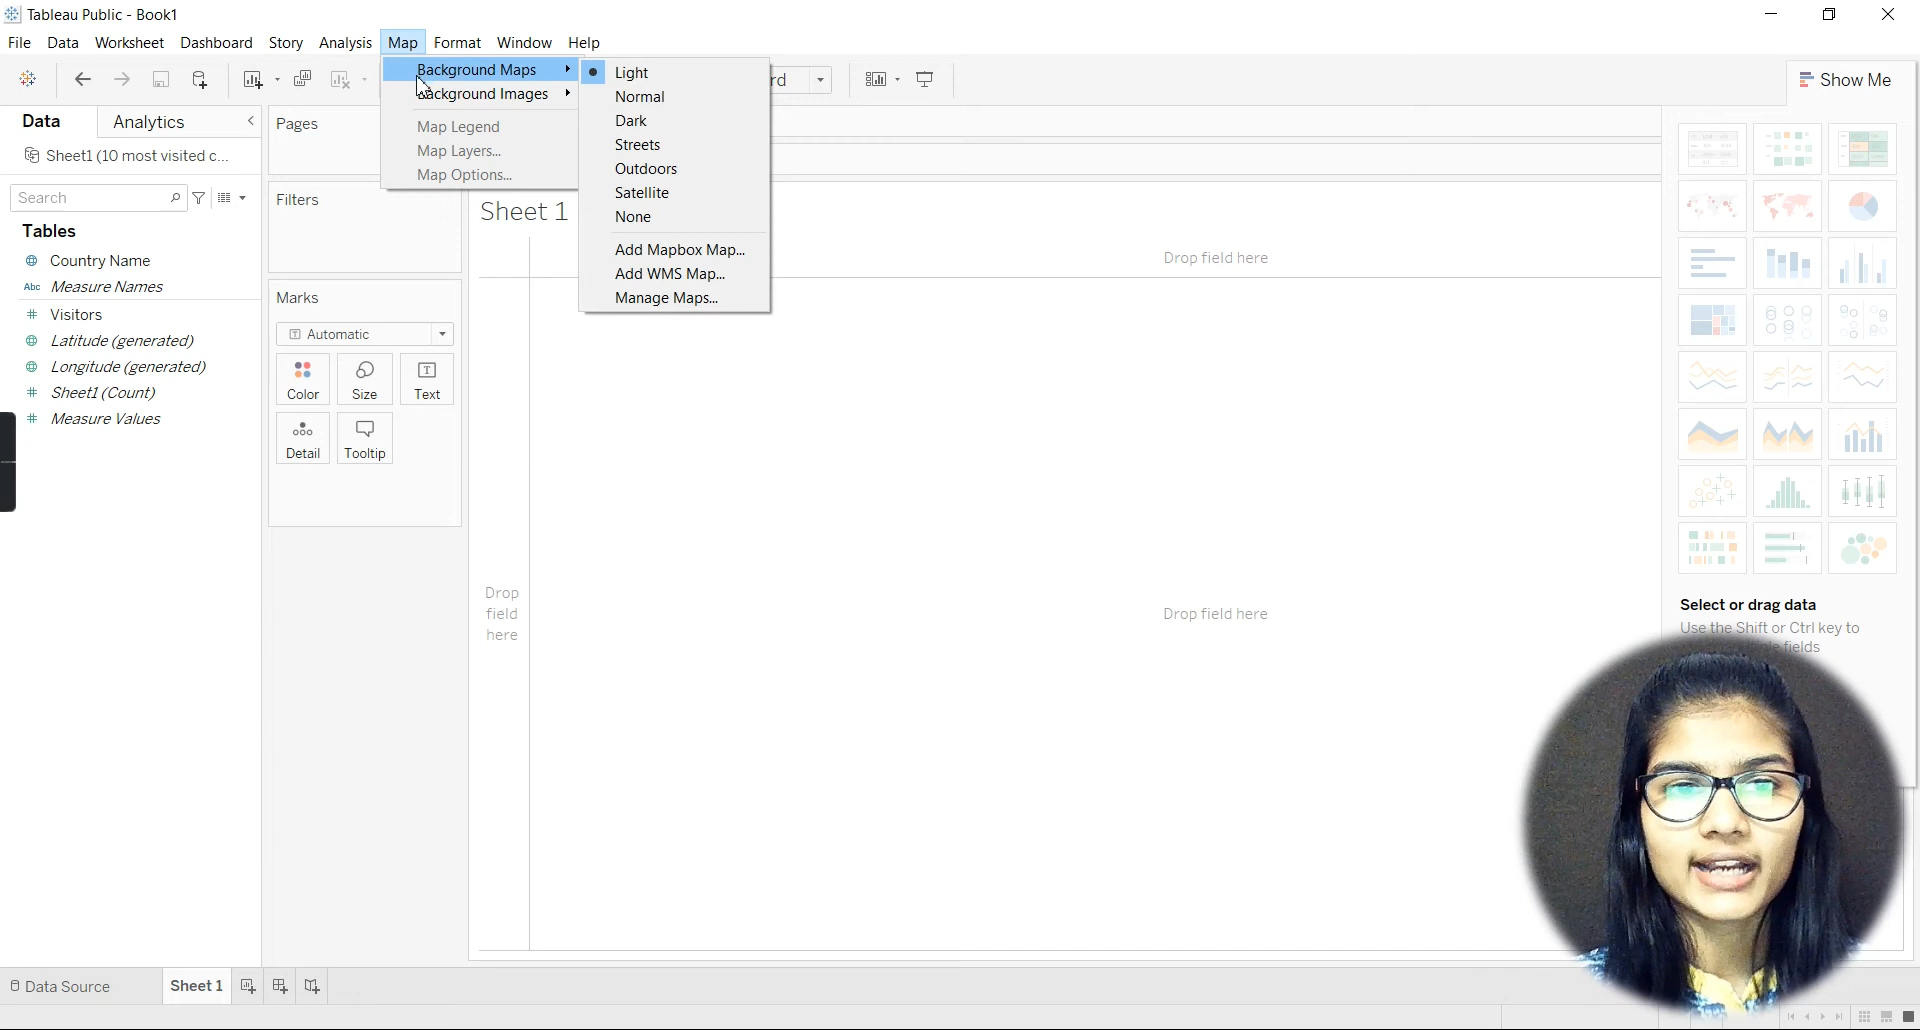 Tableau Public - Book1
File Data Worksheet Dashboard Story Analysis Map Format Window Help
Background Maps
Background Images
Map Legend
Map Layers...
Map Options...
Light
Normal
Dark
Streets
Outdoors
Satellite
None
Add Mapbox Map...
Add WMS Map...
Manage Maps...
rd
Show Me
Data Analytics
Sheet1 (10 most visited c...
Search
Tables
Country Name
Abc Measure Names
Visitors
Latitude (generated)
Longitude (generated)
Sheet1 (Count)
Measure Values
Pages
Filters
Marks
Automatic
Color Size Text
Detail Tooltip
Sheet 1
Drop field here
Drop
field
here
Drop field here
Select or drag data
Use the Shift or Ctrl key to
fields
Data Source Sheet 1